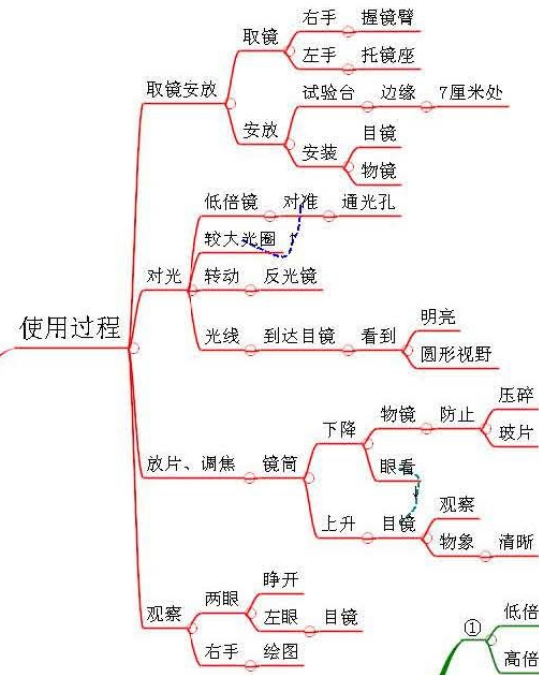 使用过程
取镜安放
取镜
右手 握镜臂
左手 托镜座
安放
试验台 边缘 7厘米处
安装
目镜
物镜
对光
低倍镜 对准 通光孔
较大光圈
转动 反光镜
光线 到达目镜 看到
明亮
圆形视野
放片、调焦 镜筒
下降
物镜 防止
压碎
玻片
眼看
上升 目镜
观察
物象 清晰
观察
两眼
睁开
左眼 目镜
右手 绘图
①
低倍
高倍